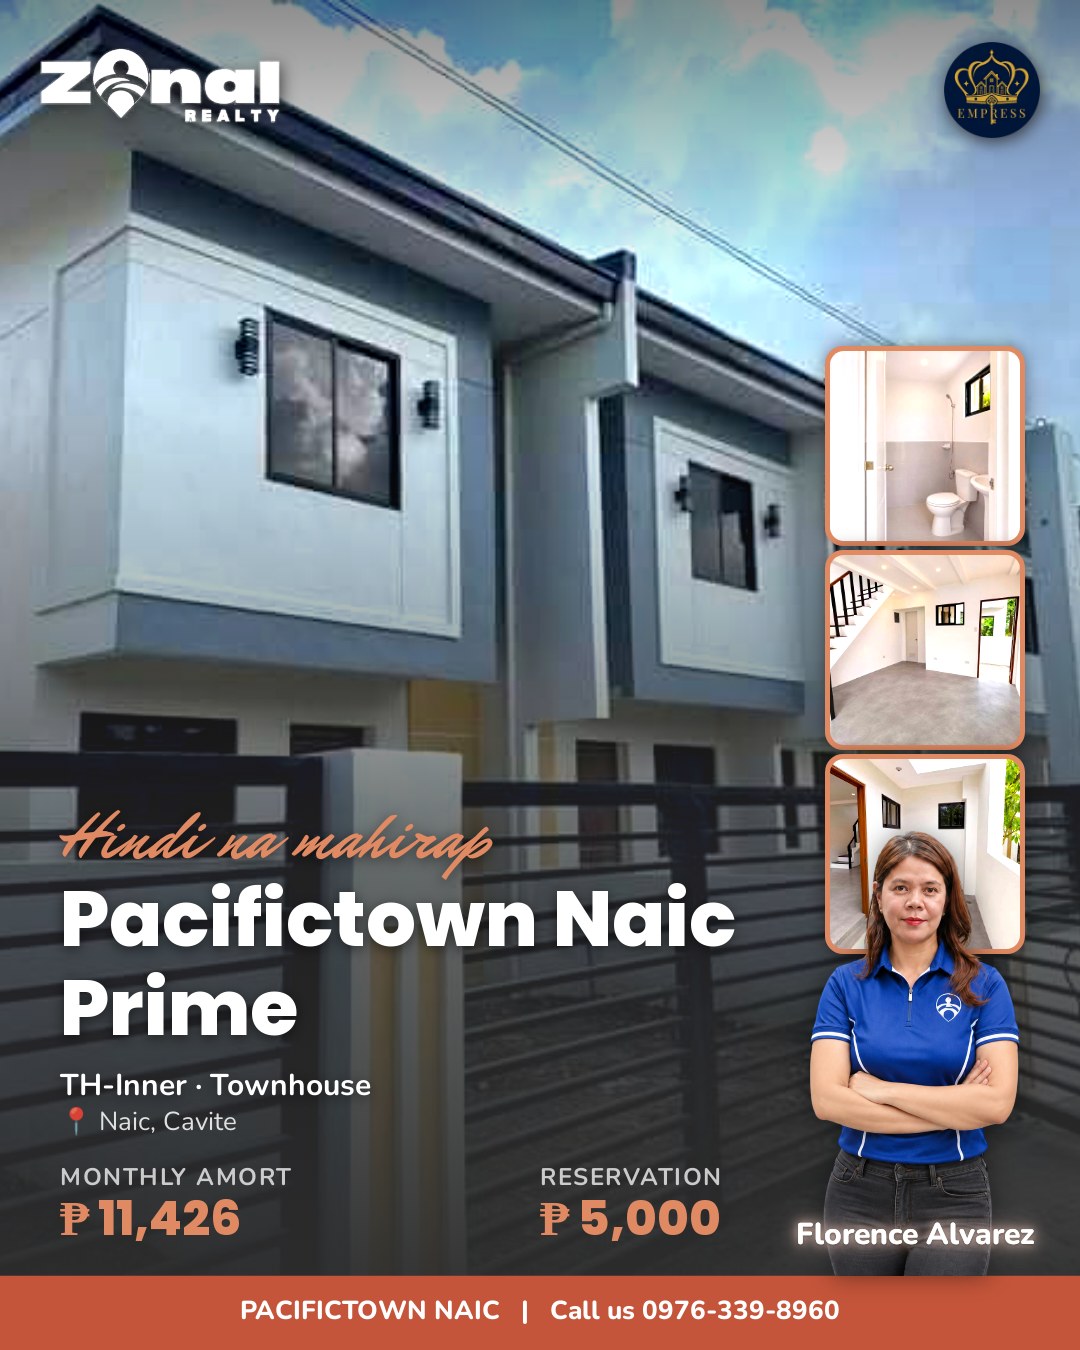 Zonal
REALTY
EMPRESS
Hindi na mahirap
Pacifictown Naic
Prime
TH-Inner · Townhouse
📍 Naic, Cavite
MONTHLY AMORT
₱ 11,426
RESERVATION
₱ 5,000
Florence Alvarez
PACIFICTOWN NAIC | Call us 0976-339-8960